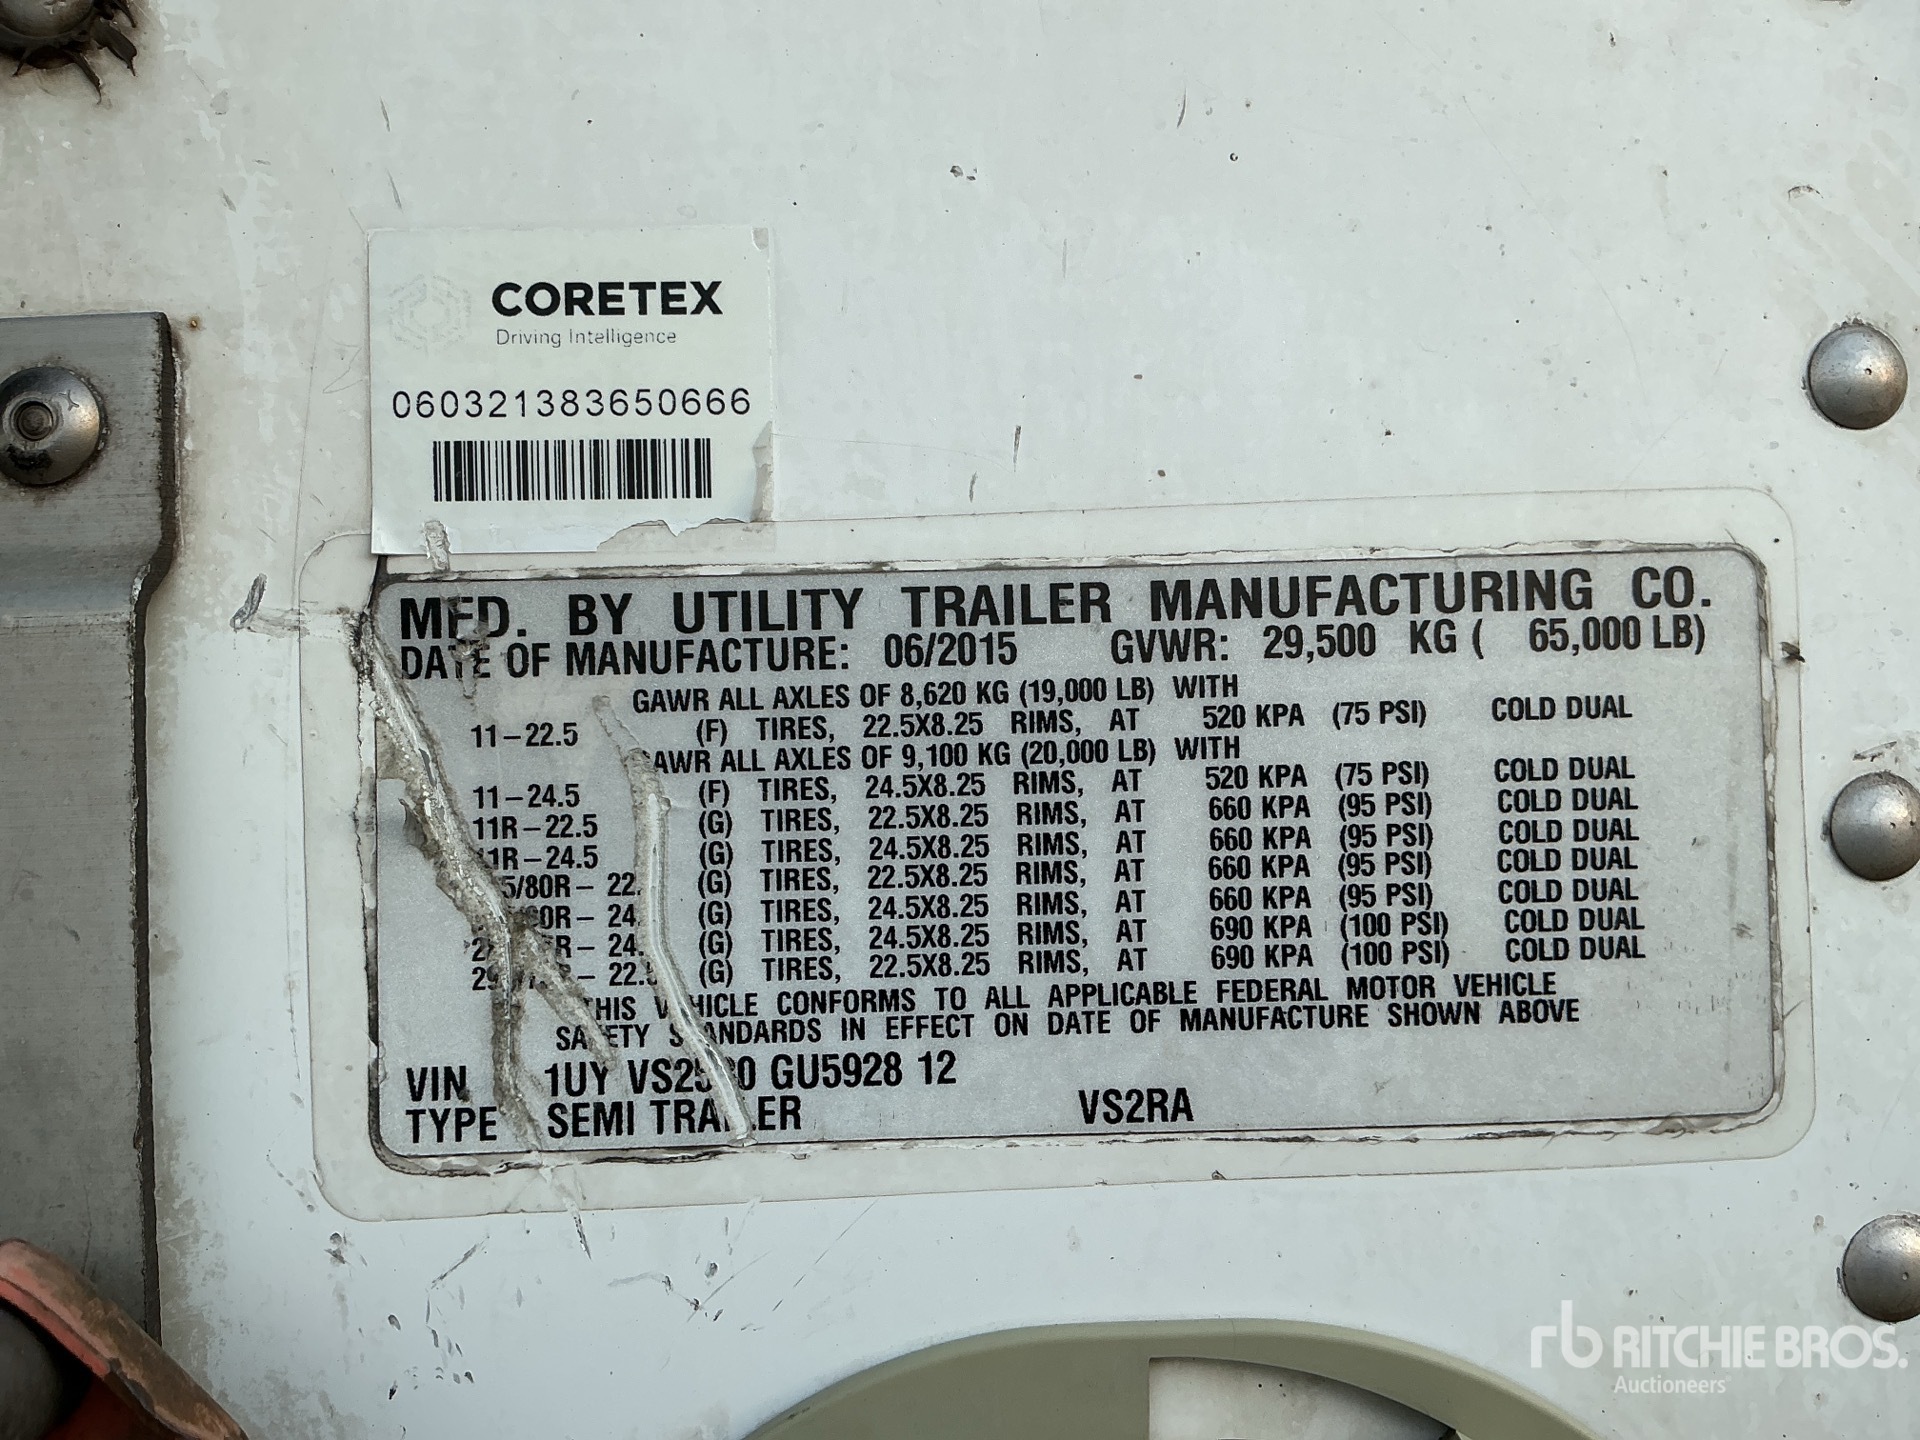 CORETEX
Driving Intelligence
060321383650666
MFD. BY UTILITY TRAILER MANUFACTURING CO.
DATE OF MANUFACTURE: 06/2015 GVWR: 29,500 KG ( 65,000 LB)
GAWR ALL AXLES OF 8,620 KG (19,000 LB) WITH
11-22.5 (F) TIRES, 22.5X8.25 RIMS, AT 520 KPA (75 PSI) COLD DUAL
GAWR ALL AXLES OF 9,100 KG (20,000 LB) WITH
11-24.5 (F) TIRES, 24.5X8.25 RIMS, AT 520 KPA (75 PSI) COLD DUAL
11R-22.5 (G) TIRES, 22.5X8.25 RIMS, AT 660 KPA (95 PSI) COLD DUAL
11R-24.5 (G) TIRES, 24.5X8.25 RIMS, AT 660 KPA (95 PSI) COLD DUAL
(G) TIRES, 22.5X8.25 RIMS, AT 660 KPA (95 PSI) COLD DUAL
(G) TIRES, 24.5X8.25 RIMS, AT 660 KPA (95 PSI) COLD DUAL
(G) TIRES, 24.5X8.25 RIMS, AT 690 KPA (100 PSI) COLD DUAL
(G) TIRES, 22.5X8.25 RIMS, AT 690 KPA (100 PSI) COLD DUAL
THIS VEHICLE CONFORMS TO ALL APPLICABLE FEDERAL MOTOR VEHICLE
SAFETY STANDARDS IN EFFECT ON DATE OF MANUFACTURE SHOWN ABOVE
VIN 1UY GU5928 12
TYPE SEMI TRAILER VS2RA
rb RITCHIE BROS.
Auctioneers